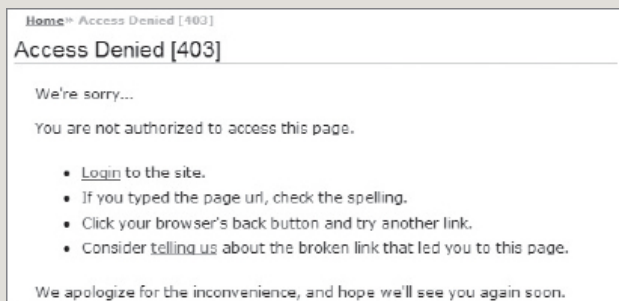 Home» Access Denied [403]
Access Denied [403]
We're sorry...
You are not authorized to access this page.
• Login to the site.
• If you typed the page url, check the spelling.
• Click your browser's back button and try another link.
• Consider telling us about the broken link that led you to this page.
We apologize for the inconvenience, and hope we'll see you again soon.